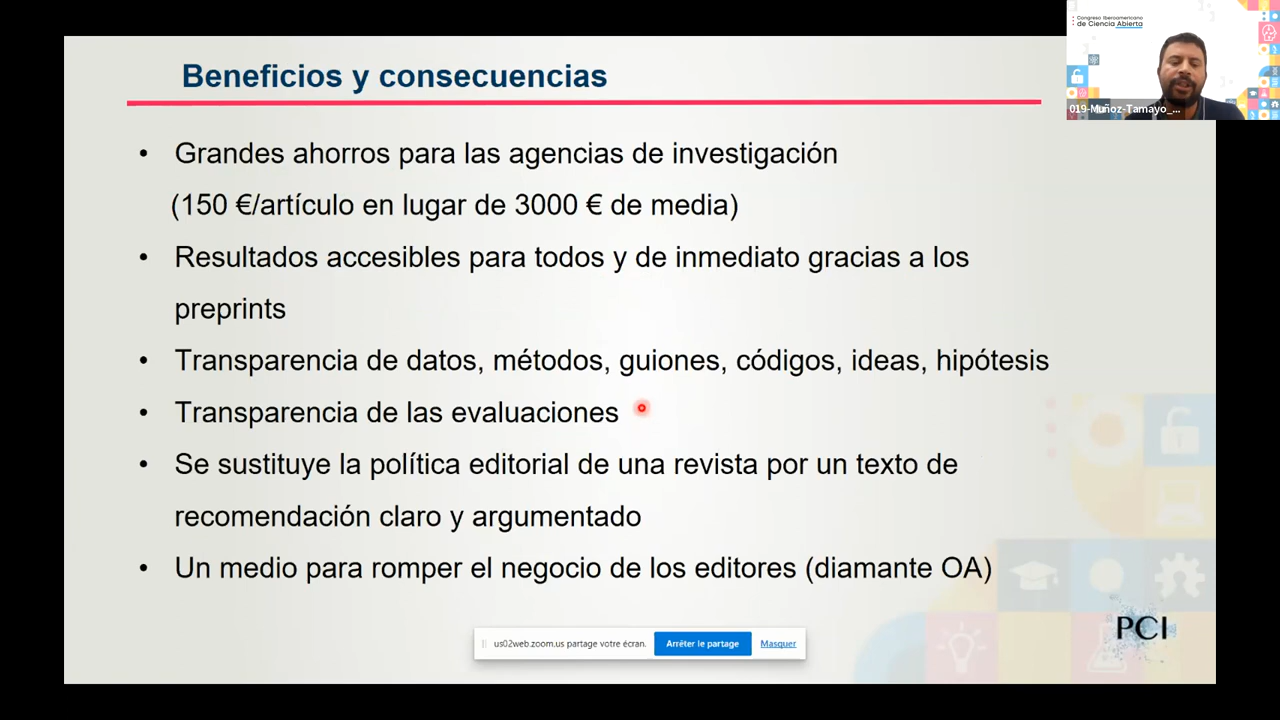 Congreso Iberoamericano
de Ciencia Abierta
019-Muñoz-Tamayo_...
Beneficios y consecuencias
• Grandes ahorros para las agencias de investigación
(150 €/artículo en lugar de 3000 € de media)
• Resultados accesibles para todos y de inmediato gracias a los
preprints
• Transparencia de datos, métodos, guiones, códigos, ideas, hipótesis
• Transparencia de las evaluaciones
• Se sustituye la política editorial de una revista por un texto de
recomendación claro y argumentado
• Un medio para romper el negocio de los editores (diamante OA)
PCI
us02web.zoom.us partage votre écran. Arrêter le partage Masquer